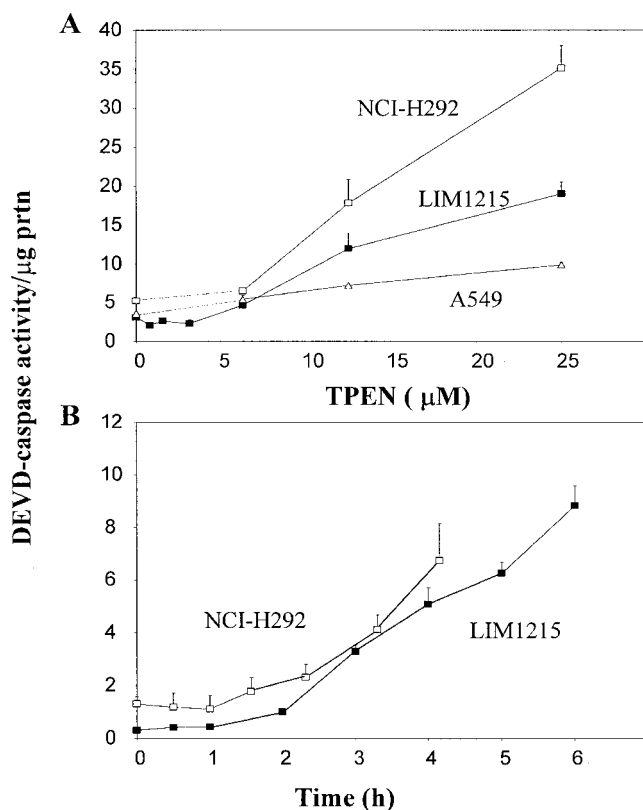 A
40
35
30
25
20
15
10
5
0
NCI-H292
LIM1215
A549
0 5 10 15 20 25
TPEN ( μM)
DEVD-caspase activity/μg prtn
B
12
10
8
6
4
2
0
NCI-H292
LIM1215
0 1 2 3 4 5 6
Time (h)